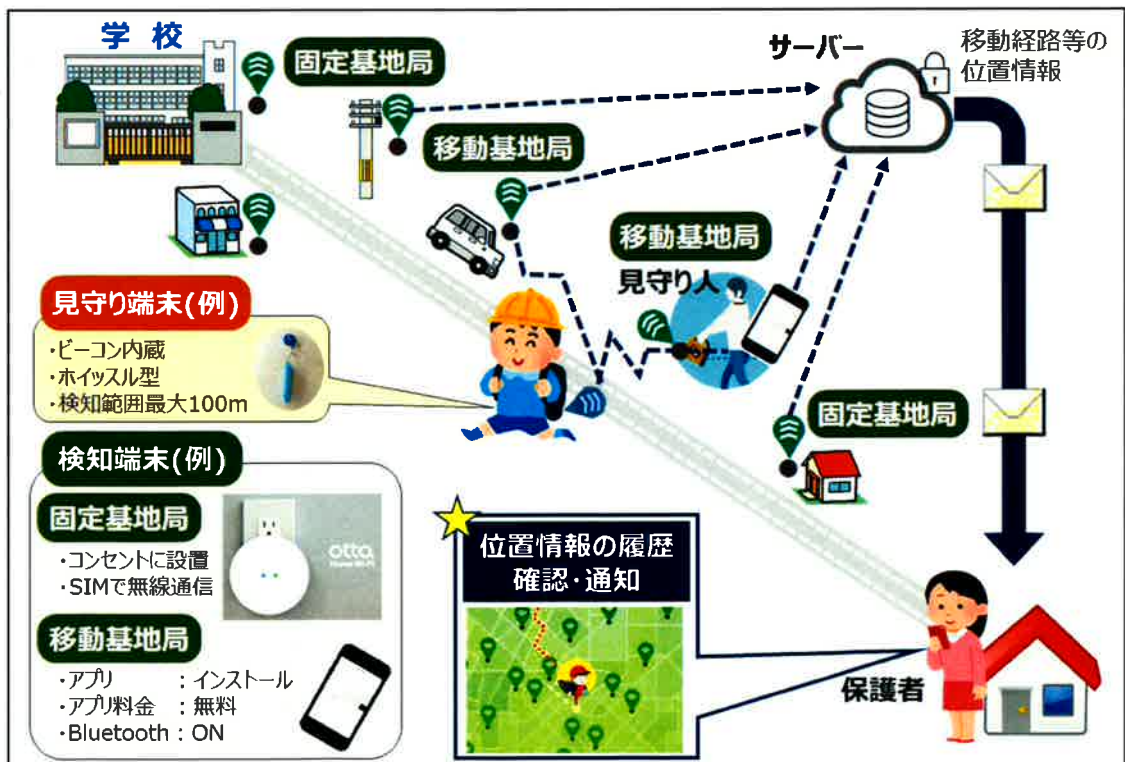 学校
固定基地局
サーバー
移動経路等の
位置情報
移動基地局
移動基地局
見守り人
見守り端末(例)
・ビーコン内蔵
・ホイッスル型
・検知範囲最大100m
固定基地局
検知端末(例)
固定基地局
・コンセントに設置
・SIMで無線通信
otta
移動基地局
・アプリ :インストール
・アプリ料金 :無料
・Bluetooth:ON
位置情報の履歴
確認・通知
保護者